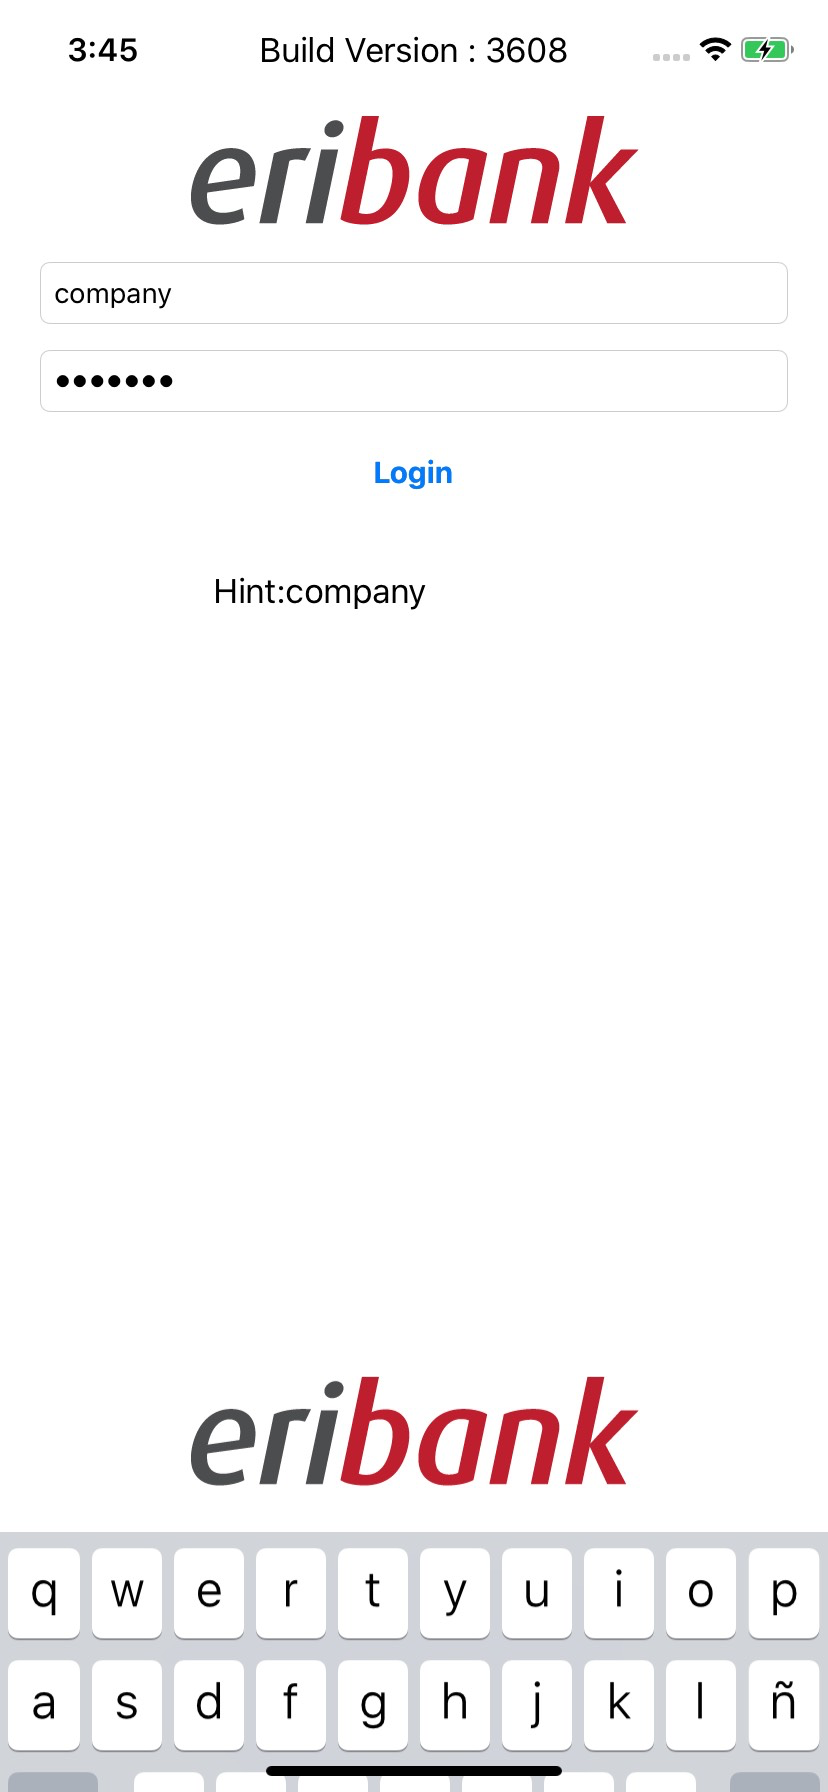 3:45 Build Version : 3608
eribank
company
•••••••
Login
Hint:company
eribank
q w e r t y u i o p
a s d f g h j k l ñ